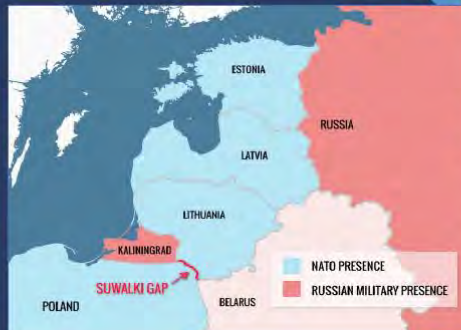 ESTONIA
RUSSIA
LATVIA
LITHUANIA
KALININGRAD
SUWALKI GAP
POLAND
BELARUS
NATO PRESENCE
RUSSIAN MILITARY PRESENCE